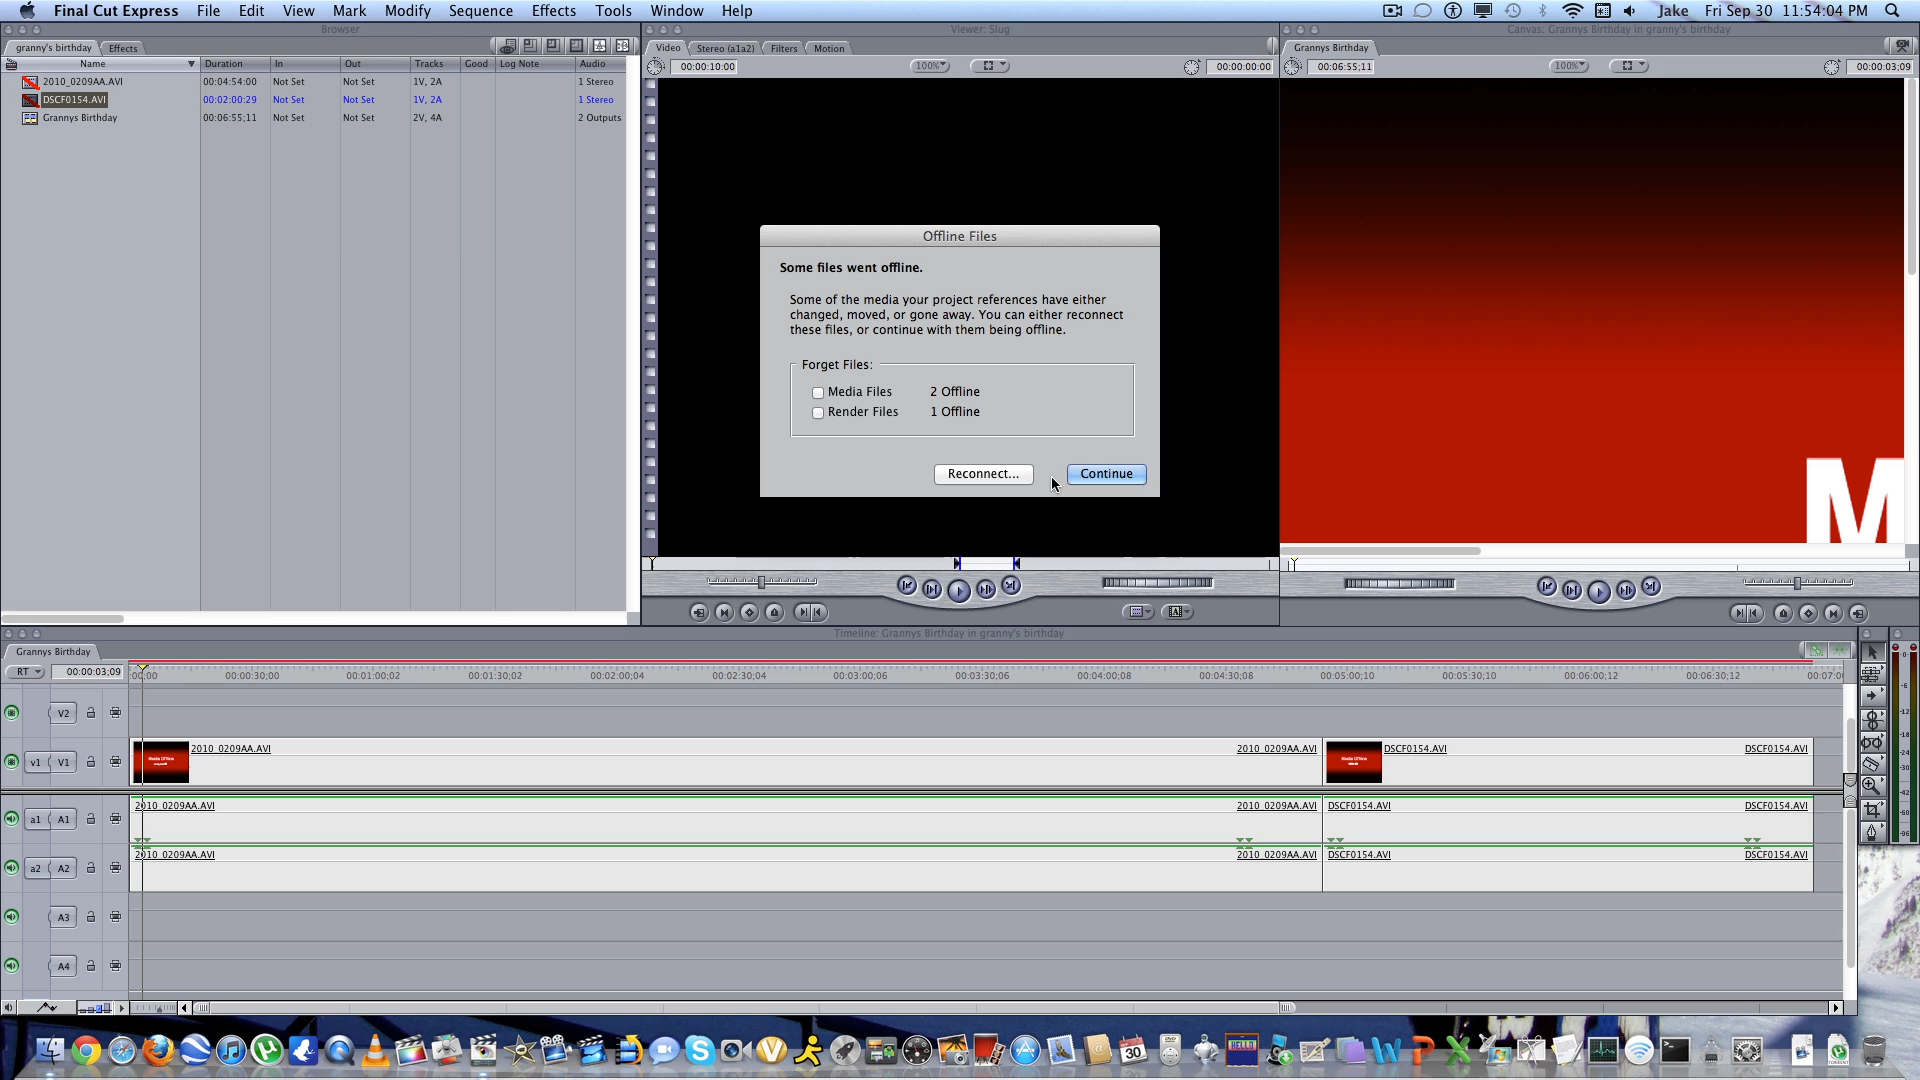 Final Cut Express File Edit View Mark Modify Sequence Effects Tools Window Help Jake Fri Sep 30 11:54:04 PM
Browser
Viewer: Slug
Canvas: Grannys Birthday in granny's birthday
granny's birthday Effects
Video Stereo (a1a2) Filters Motion
Grannys Birthday
Name Duration In Out Tracks Good Log Note Audio
00:00:10:00 100% 00:00:00:00
00:06:55;11 100% 00:00:03;09
2010_0209AA.AVI 00:04:54:00 Not Set Not Set 1V, 2A 1 Stereo
DSCF0154.AVI 00:02:00:29 Not Set Not Set 1V, 2A 1 Stereo
Grannys Birthday 00:06:55;11 Not Set Not Set 2V, 4A 2 Outputs
M
Offline Files
Some files went offline.
Some of the media your project references have either
changed, moved, or gone away. You can either reconnect
these files, or continue with them being offline.
Forget Files:
Media Files 2 Offline
Render Files 1 Offline
Reconnect... Continue
Timeline: Grannys Birthday in granny's birthday
Grannys Birthday
RT 00:00:03;09 :00;00 00:00:30;00 00:01:00;02 00:01:30;02 00:02:00;04 00:02:30;04 00:03:00;06 00:03:30;06 00:04:00;08 00:04:30;08 00:05:00;10 00:05:30;10 00:06:00;12 00:06:30;12 00:07:0
V2
v1 V1 2010_0209AA.AVI 2010_0209AA.AVI DSCF0154.AVI DSCF0154.AVI
Media Offline Media Offline
a1 A1 2010_0209AA.AVI 2010_0209AA.AVI DSCF0154.AVI DSCF0154.AVI
a2 A2 2010_0209AA.AVI 2010_0209AA.AVI DSCF0154.AVI DSCF0154.AVI
A3
A4
HELLO
30